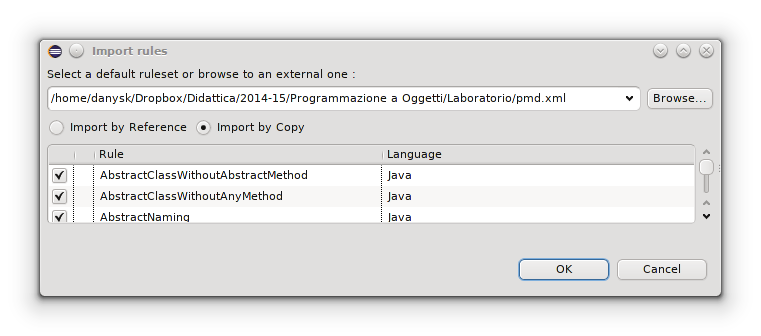 Import rules
Select a default ruleset or browse to an external one :
/home/danysk/Dropbox/Didattica/2014-15/Programmazione a Oggetti/Laboratorio/pmd.xml Browse...
Import by Reference Import by Copy
Rule Language
AbstractClassWithoutAbstractMethod Java
AbstractClassWithoutAnyMethod Java
AbstractNaming Java
OK Cancel